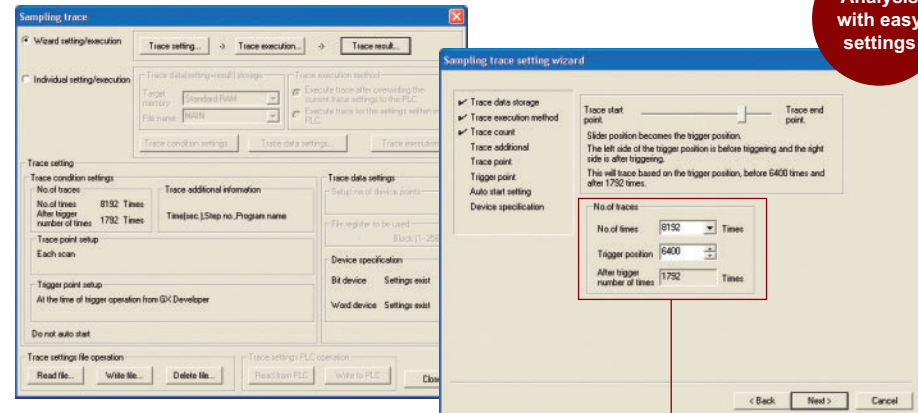 Sampling trace
Wizard setting/execution
Trace setting... -> Trace execution... -> Trace result...
Individual setting/execution
Trace data(setting+result) storage
Target memory Standard RAM
File name MAIN
Trace execution method
Execute trace after overwriting the current trace settings to the PLC.
Execute trace for the settings written in PLC.
Trace condition settings... Trace data settings... Trace execution
Trace setting
Trace condition settings
No.of traces
No.of times 8192 Times
After trigger number of times 1792 Times
Trace additional information
Time(sec.),Step no.,Program name
Trace point setup
Each scan
Trigger point setup
At the time of trigger operation from GX Developer
Do not auto start
Trace data settings
Setup no. of device points
File register to be used
Block (1~256
Device specification
Bit device Settings exist
Word device Settings exist
Trace settings file operation
Read file... Write file... Delete file...
Trace settings PLC operation
Read from PLC Write to PLC
Close
Analysis
with easy
settings
Sampling trace setting wizard
Trace data storage
Trace execution method
Trace count
Trace additional
Trace point
Trigger point
Auto start setting
Device specification
Trace start point.
Trace end point.
Slider position becomes the trigger position.
The left side of the trigger position is before triggering and the right
side is after triggering.
This will trace based on the trigger position, before 6400 times and
after 1792 times.
No.of traces
No.of times 8192 Times
Trigger position 6400
After trigger number of times 1792 Times
< Back Next > Cancel